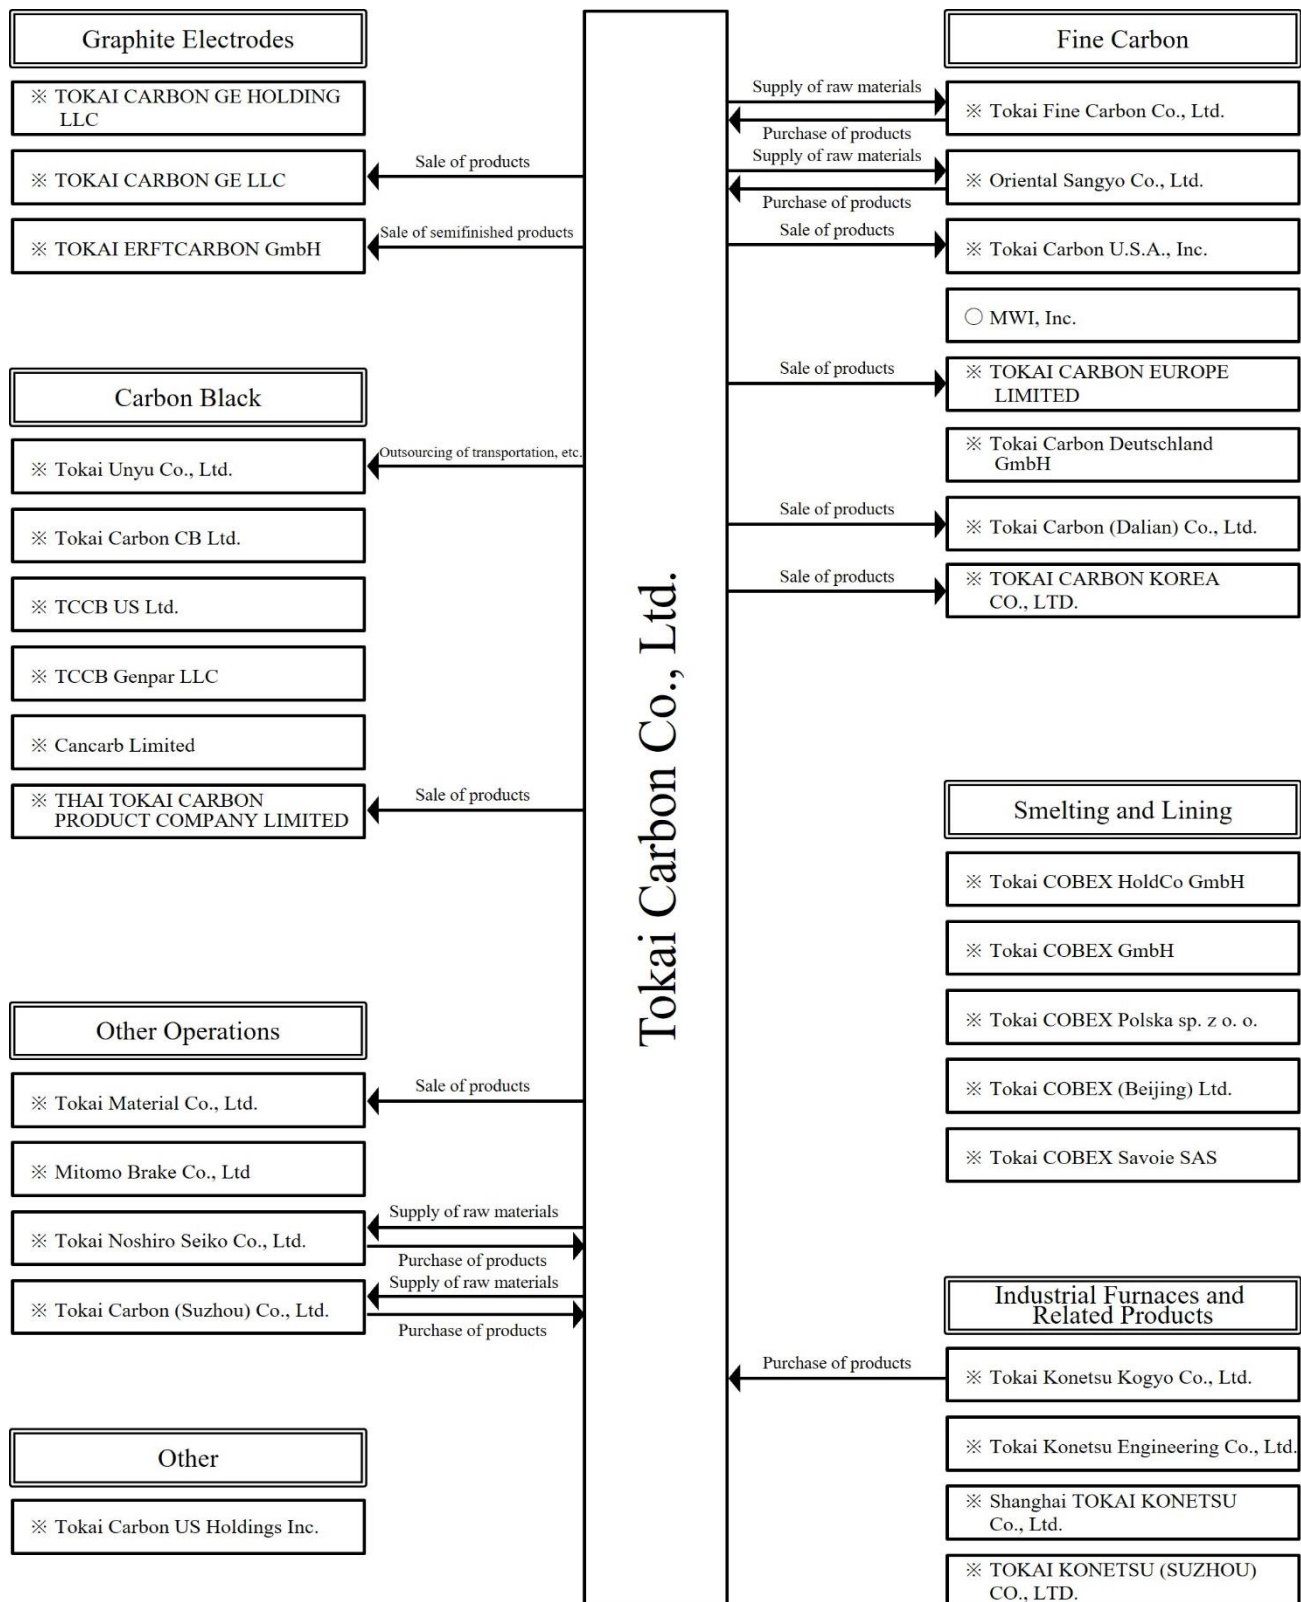 Graphite Electrodes
※ TOKAI CARBON GE HOLDING
LLC
※ TOKAI CARBON GE LLC
Sale of products
※ TOKAI ERFTCARBON GmbH
Sale of semifinished products
Carbon Black
※ Tokai Unyu Co., Ltd.
Outsourcing of transportation, etc.
※ Tokai Carbon CB Ltd.
※ TCCB US Ltd.
※ TCCB Genpar LLC
※ Cancarb Limited
※ THAI TOKAI CARBON
PRODUCT COMPANY LIMITED
Sale of products
Other Operations
※ Tokai Material Co., Ltd.
Sale of products
※ Mitomo Brake Co., Ltd
※ Tokai Noshiro Seiko Co., Ltd.
Supply of raw materials
Purchase of products
※ Tokai Carbon (Suzhou) Co., Ltd.
Supply of raw materials
Purchase of products
Other
※ Tokai Carbon US Holdings Inc.
Tokai Carbon Co., Ltd.
Fine Carbon
Supply of raw materials
※ Tokai Fine Carbon Co., Ltd.
Purchase of products
Supply of raw materials
※ Oriental Sangyo Co., Ltd.
Purchase of products
Sale of products
※ Tokai Carbon U.S.A., Inc.
○ MWI, Inc.
Sale of products
※ TOKAI CARBON EUROPE
LIMITED
※ Tokai Carbon Deutschland
GmbH
Sale of products
※ Tokai Carbon (Dalian) Co., Ltd.
Sale of products
※ TOKAI CARBON KOREA
CO., LTD.
Smelting and Lining
※ Tokai COBEX HoldCo GmbH
※ Tokai COBEX GmbH
※ Tokai COBEX Polska sp. z o. o.
※ Tokai COBEX (Beijing) Ltd.
※ Tokai COBEX Savoie SAS
Industrial Furnaces and
Related Products
Purchase of products
※ Tokai Konetsu Kogyo Co., Ltd.
※ Tokai Konetsu Engineering Co., Ltd.
※ Shanghai TOKAI KONETSU
Co., Ltd.
※ TOKAI KONETSU (SUZHOU)
CO., LTD.